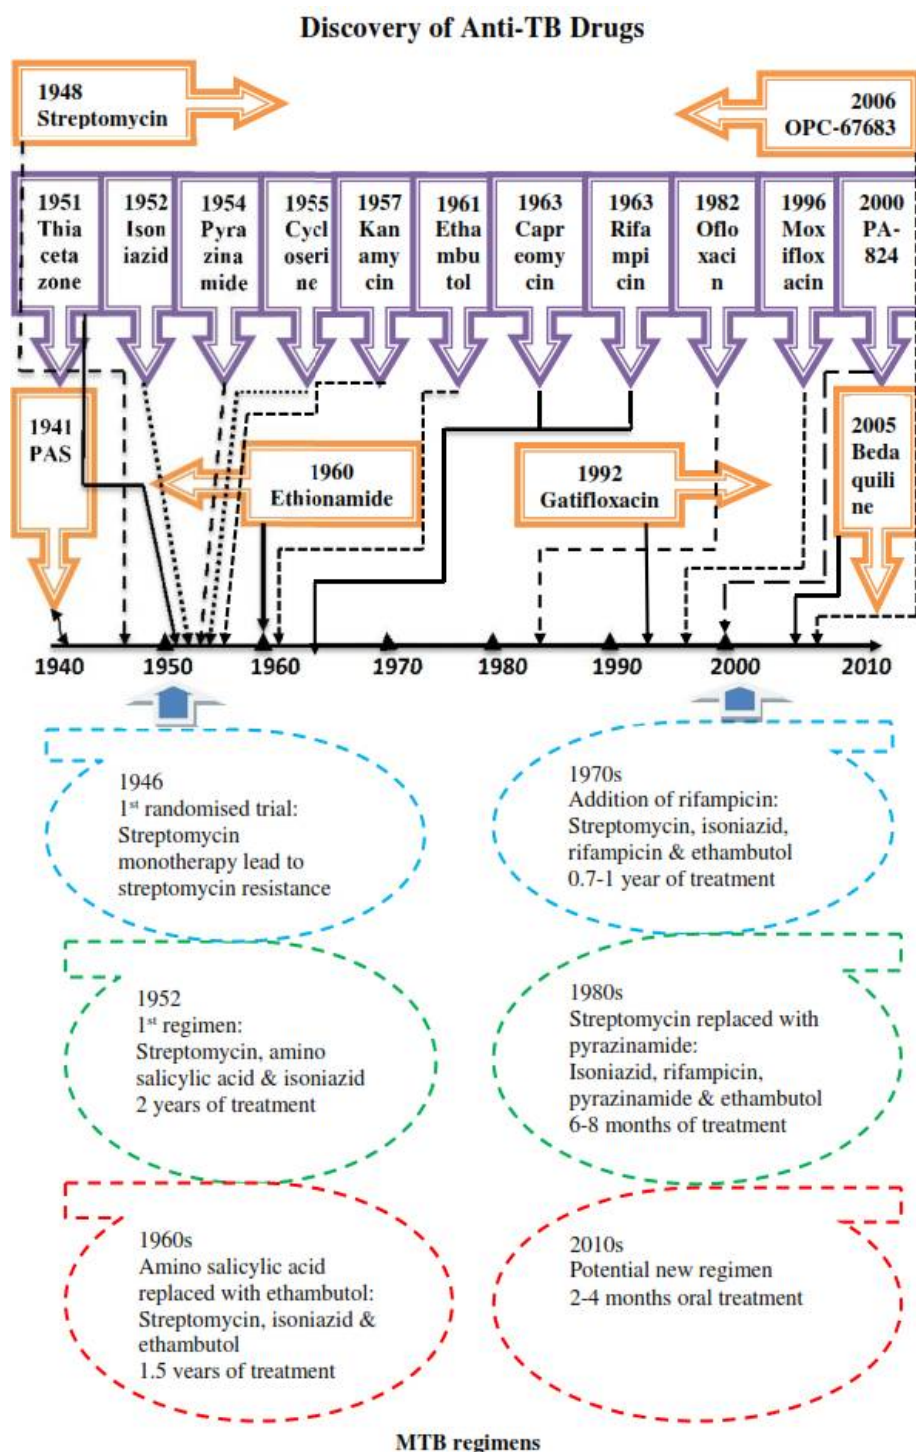 Discovery of Anti-TB Drugs
1948
Streptomycin
2006
OPC-67683
1951
Thia
ceta
zone
1952
Ison
iazid
1954
Pyra
zina
mide
1955
Cycl
oseri
ne
1957
Kan
amy
cin
1961
Etha
mbu
tol
1963
Capr
eomy
cin
1963
Rifa
mpi
cin
1982
Oflo
xaci
n
1996
Mox
iflox
acin
2000
PA-
824
1941
PAS
1960
Ethionamide
1992
Gatifloxacin
2005
Beda
quili
ne
1940 1950 1960 1970 1980 1990 2000 2010
1946
1st randomised trial:
Streptomycin
monotherapy lead to
streptomycin resistance
1970s
Addition of rifampicin:
Streptomycin, isoniazid,
rifampicin & ethambutol
0.7-1 year of treatment
1952
1st regimen:
Streptomycin, amino
salicylic acid & isoniazid
2 years of treatment
1980s
Streptomycin replaced with
pyrazinamide:
Isoniazid, rifampicin,
pyrazinamide & ethambutol
6-8 months of treatment
1960s
Amino salicylic acid
replaced with ethambutol:
Streptomycin, isoniazid &
ethambutol
1.5 years of treatment
2010s
Potential new regimen
2-4 months oral treatment
MTB regimens